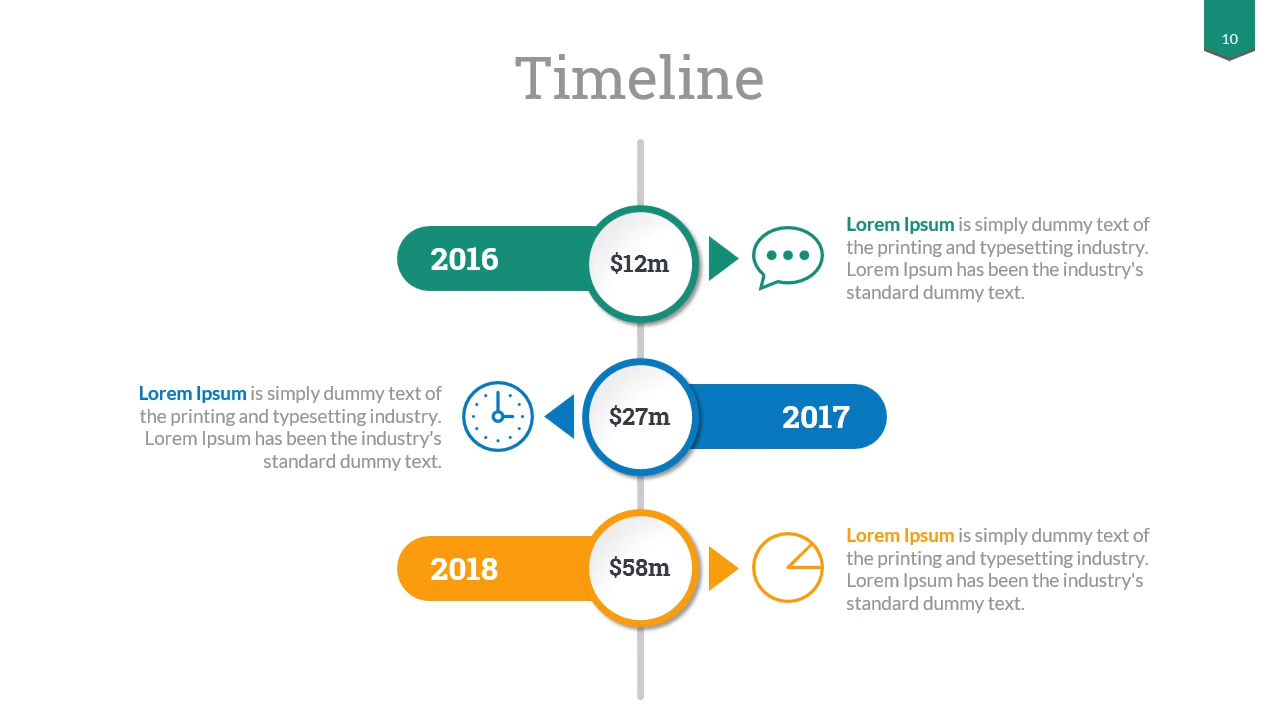 10
Timeline
2016
$12m
Lorem Ipsum is simply dummy text of
the printing and typesetting industry.
Lorem Ipsum has been the industry's
standard dummy text.
Lorem Ipsum is simply dummy text of
the printing and typesetting industry.
Lorem Ipsum has been the industry's
standard dummy text.
$27m
2017
2018
$58m
Lorem Ipsum is simply dummy text of
the printing and typesetting industry.
Lorem Ipsum has been the industry's
standard dummy text.